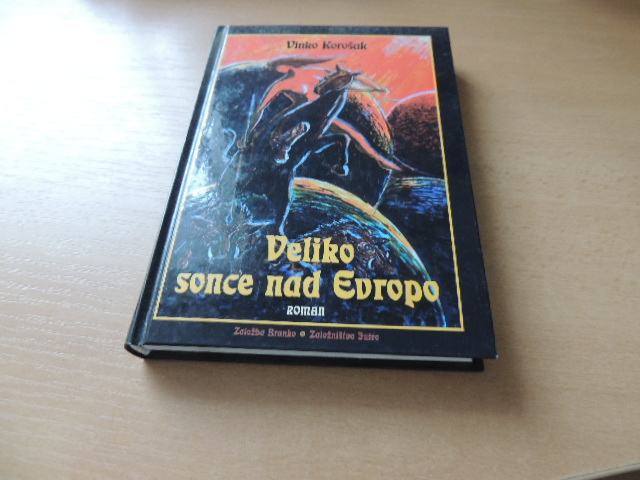 Vinko Korošak
Veliko
sonce nad Evropo
ROMAN
Založba Branko • Založništvo Jutro